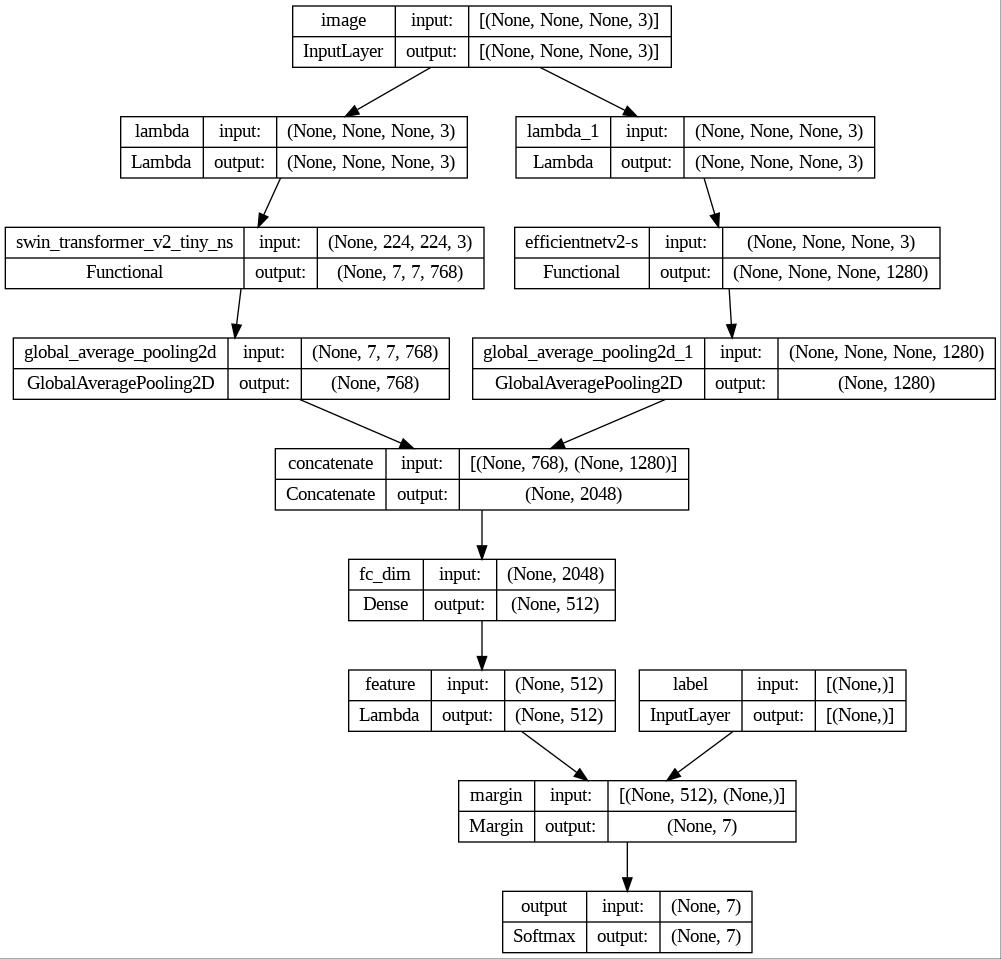 image input: [(None, None, None, 3)]
InputLayer output: [(None, None, None, 3)]
lambda input: (None, None, None, 3)
Lambda output: (None, None, None, 3)
lambda_1 input: (None, None, None, 3)
Lambda output: (None, None, None, 3)
swin_transformer_v2_tiny_ns input: (None, 224, 224, 3)
Functional output: (None, 7, 7, 768)
efficientnetv2-s input: (None, None, None, 3)
Functional output: (None, None, None, 1280)
global_average_pooling2d input: (None, 7, 7, 768)
GlobalAveragePooling2D output: (None, 768)
global_average_pooling2d_1 input: (None, None, None, 1280)
GlobalAveragePooling2D output: (None, 1280)
concatenate input: [(None, 768), (None, 1280)]
Concatenate output: (None, 2048)
fc_dim input: (None, 2048)
Dense output: (None, 512)
feature input: (None, 512)
Lambda output: (None, 512)
label input: [(None,)]
InputLayer output: [(None,)]
margin input: [(None, 512), (None,)]
Margin output: (None, 7)
output input: (None, 7)
Softmax output: (None, 7)